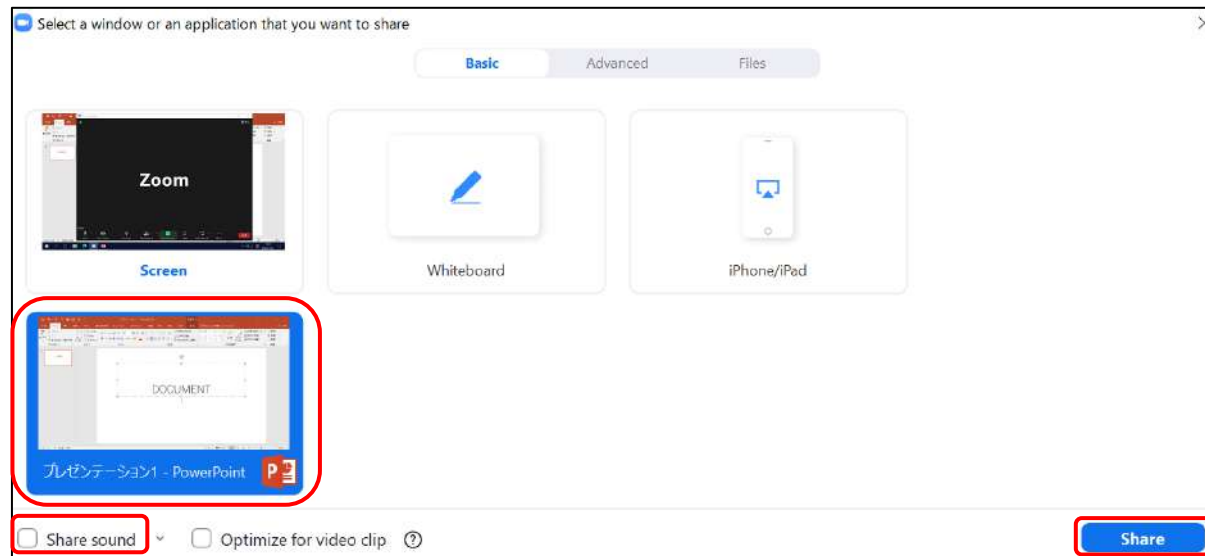 Select a window or an application that you want to share
Basic
Advanced
Files
Zoom
Screen
Whiteboard
iPhone/iPad
DOCUMENT
プレゼンテーション1 - PowerPoint
P
Share sound
Optimize for video clip
?
Share